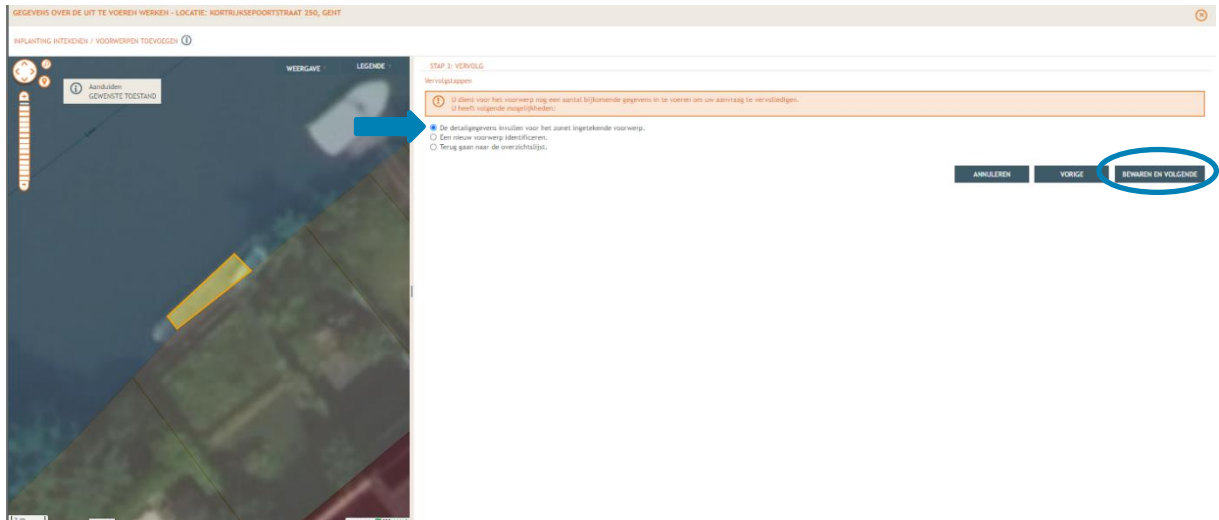 GEGEVENS OVER DE UIT TE VOEREN WERKEN - LOCATIE: KORTRIJKSEPOORTSTRAAT 250, GENT
INPLANTING INTEKENEN / VOORWERPEN TOEVOEGEN
WEERGAVE
LEGENDE
Aanduiden
GEWENSTE TOESTAND
STAP 3: VERVOLG
Vervolgstappen
U dient voor het voorwerp nog een aantal bijkomende gegevens in te voeren om uw aanvraag te vervolledigen.
U heeft volgende mogelijkheden:
De detailgegevens invullen voor het zonet ingetekende voorwerp.
Een nieuw voorwerp identificeren.
Terug gaan naar de overzichtslijst.
ANNULEREN
VORIGE
BEWAREN EN VOLGENDE